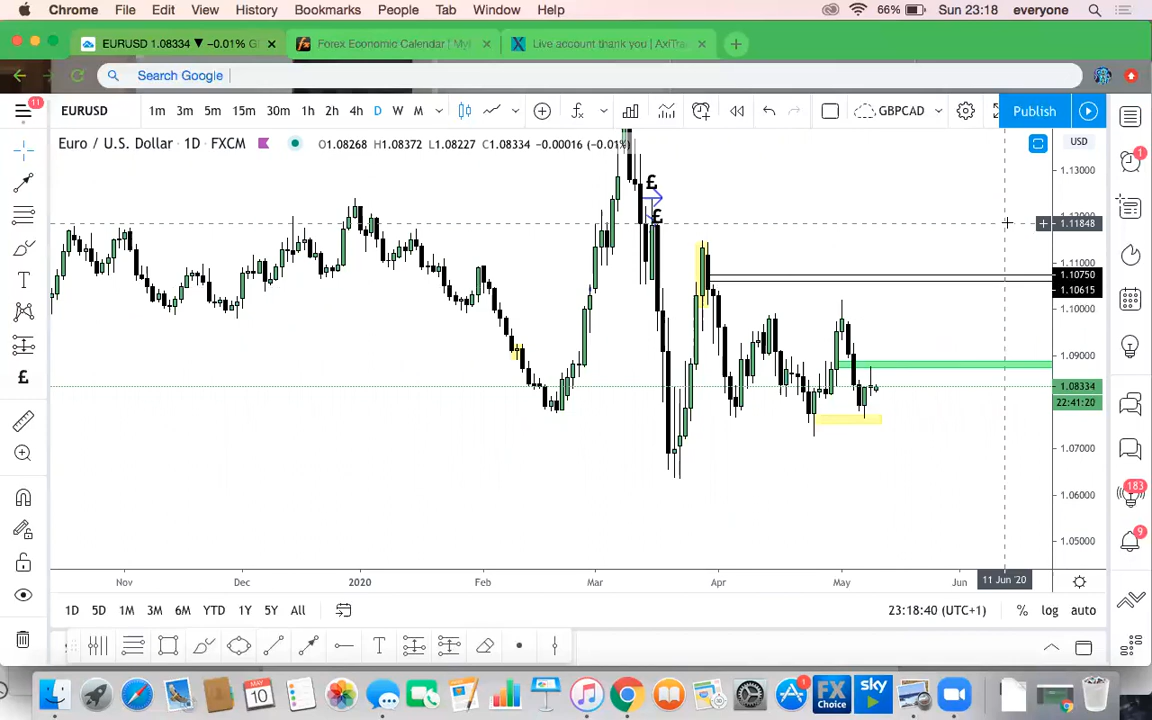 Chrome File Edit View History Bookmarks People Tab Window Help 66% Sun 23:18 everyone
EURUSD 1.08334 ▼ −0.01% Forex Economic Calendar | My Live account thank you | AxiTra
Search Google
11 EURUSD 1m 3m 5m 15m 30m 1h 2h 4h D W M GBPCAD Publish
Euro / U.S. Dollar · 1D · FXCM O1.08268 H1.08372 L1.08227 C1.08334 −0.00016 (−0.01%) USD
1
1.13000
£
£
1.11848
1.11000
1.10750
1.10615
1.10000
1.09000
1.08334
22:41:20
£
1.07000
1.06000
183
1.05000
9
Nov Dec 2020 Feb Mar Apr May Jun 11 Jun '20
1D 5D 1M 3M 6M YTD 1Y 5Y All 23:18:40 (UTC+1) % log auto
T
MAY
10
1
FX
CHOICE
sky